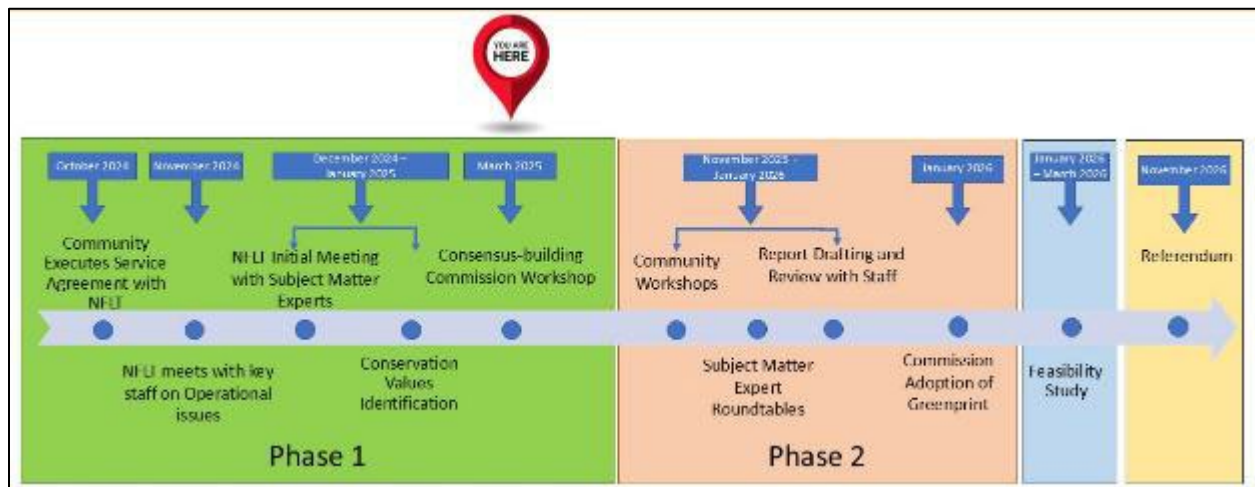 YOU ARE
HERE
October 2024
November 2024
December 2024 –
January 2025
March 2025
November 2025 -
January 2026
January 2026
January 2026
– March 2026
November 2026
Community
Executes Service
Agreement with
NFLT
NFLT Initial Meeting
with Subject Matter
Experts
Consensus-building
Commission Workshop
Community
Workshops
Report Drafting and
Review with Staff
Referendum
NFLT meets with key
staff on Operational
issues
Conservation
Values
Identification
Subject Matter
Expert
Roundtables
Commission
Adoption of
Greenprint
Feasibility
Study
Phase 1
Phase 2